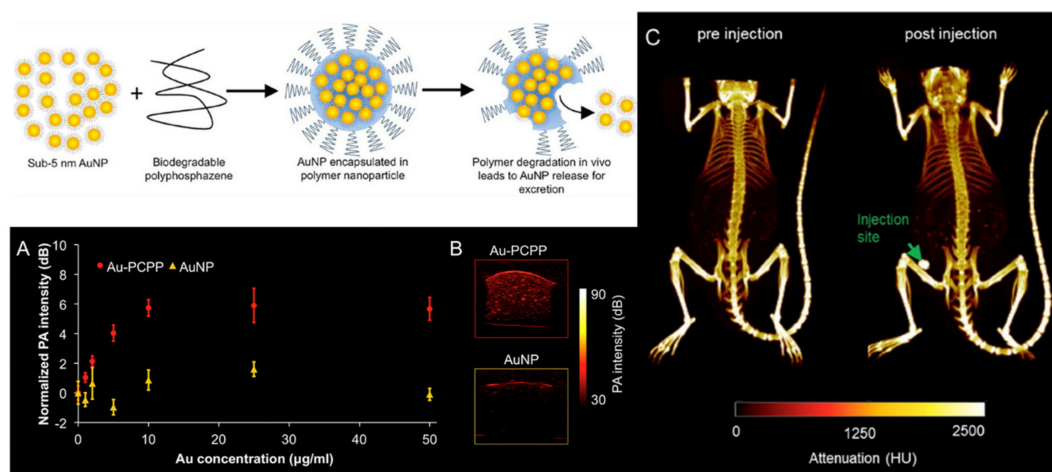 +
Sub-5 nm AuNP
Biodegradable
polyphosphazene
AuNP encapsulated in
polymer nanoparticle
Polymer degradation in vivo
leads to AuNP release for
excretion
A
Normalized PA intensity (dB)
10
8
6
4
2
0
-2
Au-PCPP
AuNP
0
10
20
30
40
50
Au concentration (µg/ml)
B
Au-PCPP
AuNP
90
30
PA intensity (dB)
C
pre injection
post injection
Injection
site
0
1250
2500
Attenuation (HU)